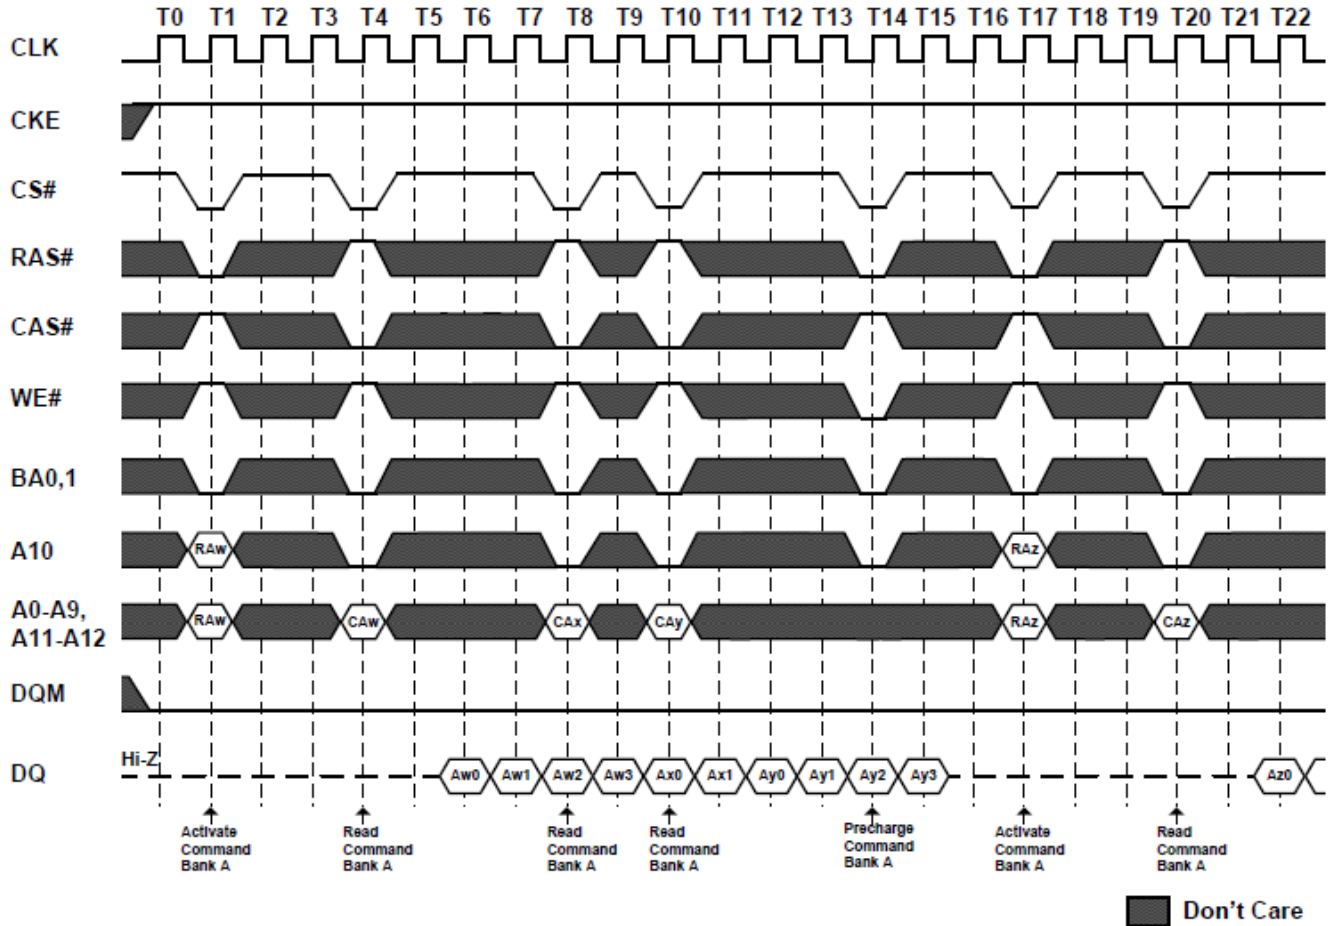 T0 T1 T2 T3 T4 T5 T6 T7 T8 T9 T10 T11 T12 T13 T14 T15 T16 T17 T18 T19 T20 T21 T22
CLK
CKE
CS#
RAS#
CAS#
WE#
BA0,1
A10 RAw RAz
A0-A9,
A11-A12 RAw CAw CAx CAy RAz CAz
DQM
Hi-Z
DQ Aw0 Aw1 Aw2 Aw3 Ax0 Ax1 Ay0 Ay1 Ay2 Ay3 Az0
Activate
Command
Bank A
Read
Command
Bank A
Read
Command
Bank A
Read
Command
Bank A
Precharge
Command
Bank A
Activate
Command
Bank A
Read
Command
Bank A
Don't Care